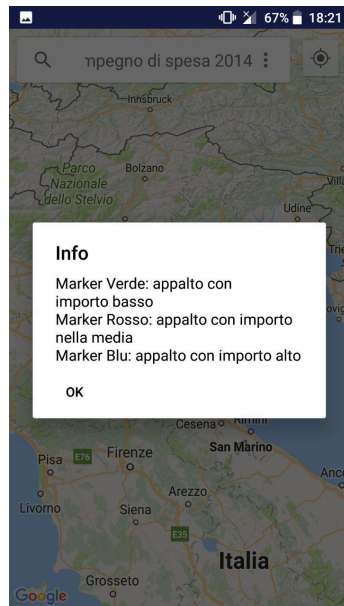 67% 18:21
mpegno di spesa 2014
Innsbruck
Parco
Nazionale
dello Stelvio
Bolzano
Udine
Info
Marker Verde: appalto con
importo basso
Marker Rosso: appalto con importo
nella media
Marker Blu: appalto con importo alto
OK
Cesena
Rimini
San Marino
Pisa
E76
Firenze
Arezzo
Livorno
Siena
E35
Italia
Grosseto
Google